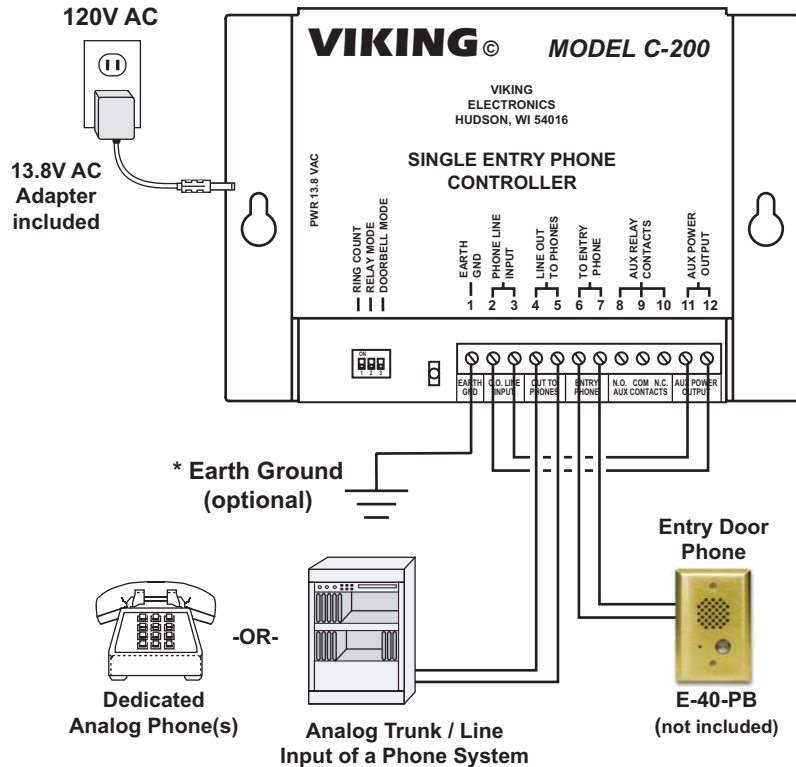 120V AC
13.8V AC
Adapter
included
VIKING ©
MODEL C-200
VIKING
ELECTRONICS
HUDSON, WI 54016
SINGLE ENTRY PHONE
CONTROLLER
PWR 13.8 VAC
RING COUNT
RELAY MODE
DOORBELL MODE
EARTH
GND
PHONE LINE
INPUT
LINE OUT
TO PHONES
TO ENTRY
PHONE
AUX RELAY
CONTACTS
AUX POWER
OUTPUT
1 2 3 4 5 6 7 8 9 10 11 12
ON
1 2 3
EARTH
GND
C.O. LINE
INPUT
OUT TO
PHONES
ENTRY
PHONE
N.O. COM N.C.
AUX CONTACTS
AUX POWER
OUTPUT
* Earth Ground
(optional)
Dedicated
Analog Phone(s)
-OR-
Analog Trunk / Line
Input of a Phone System
Entry Door
Phone
E-40-PB
(not included)